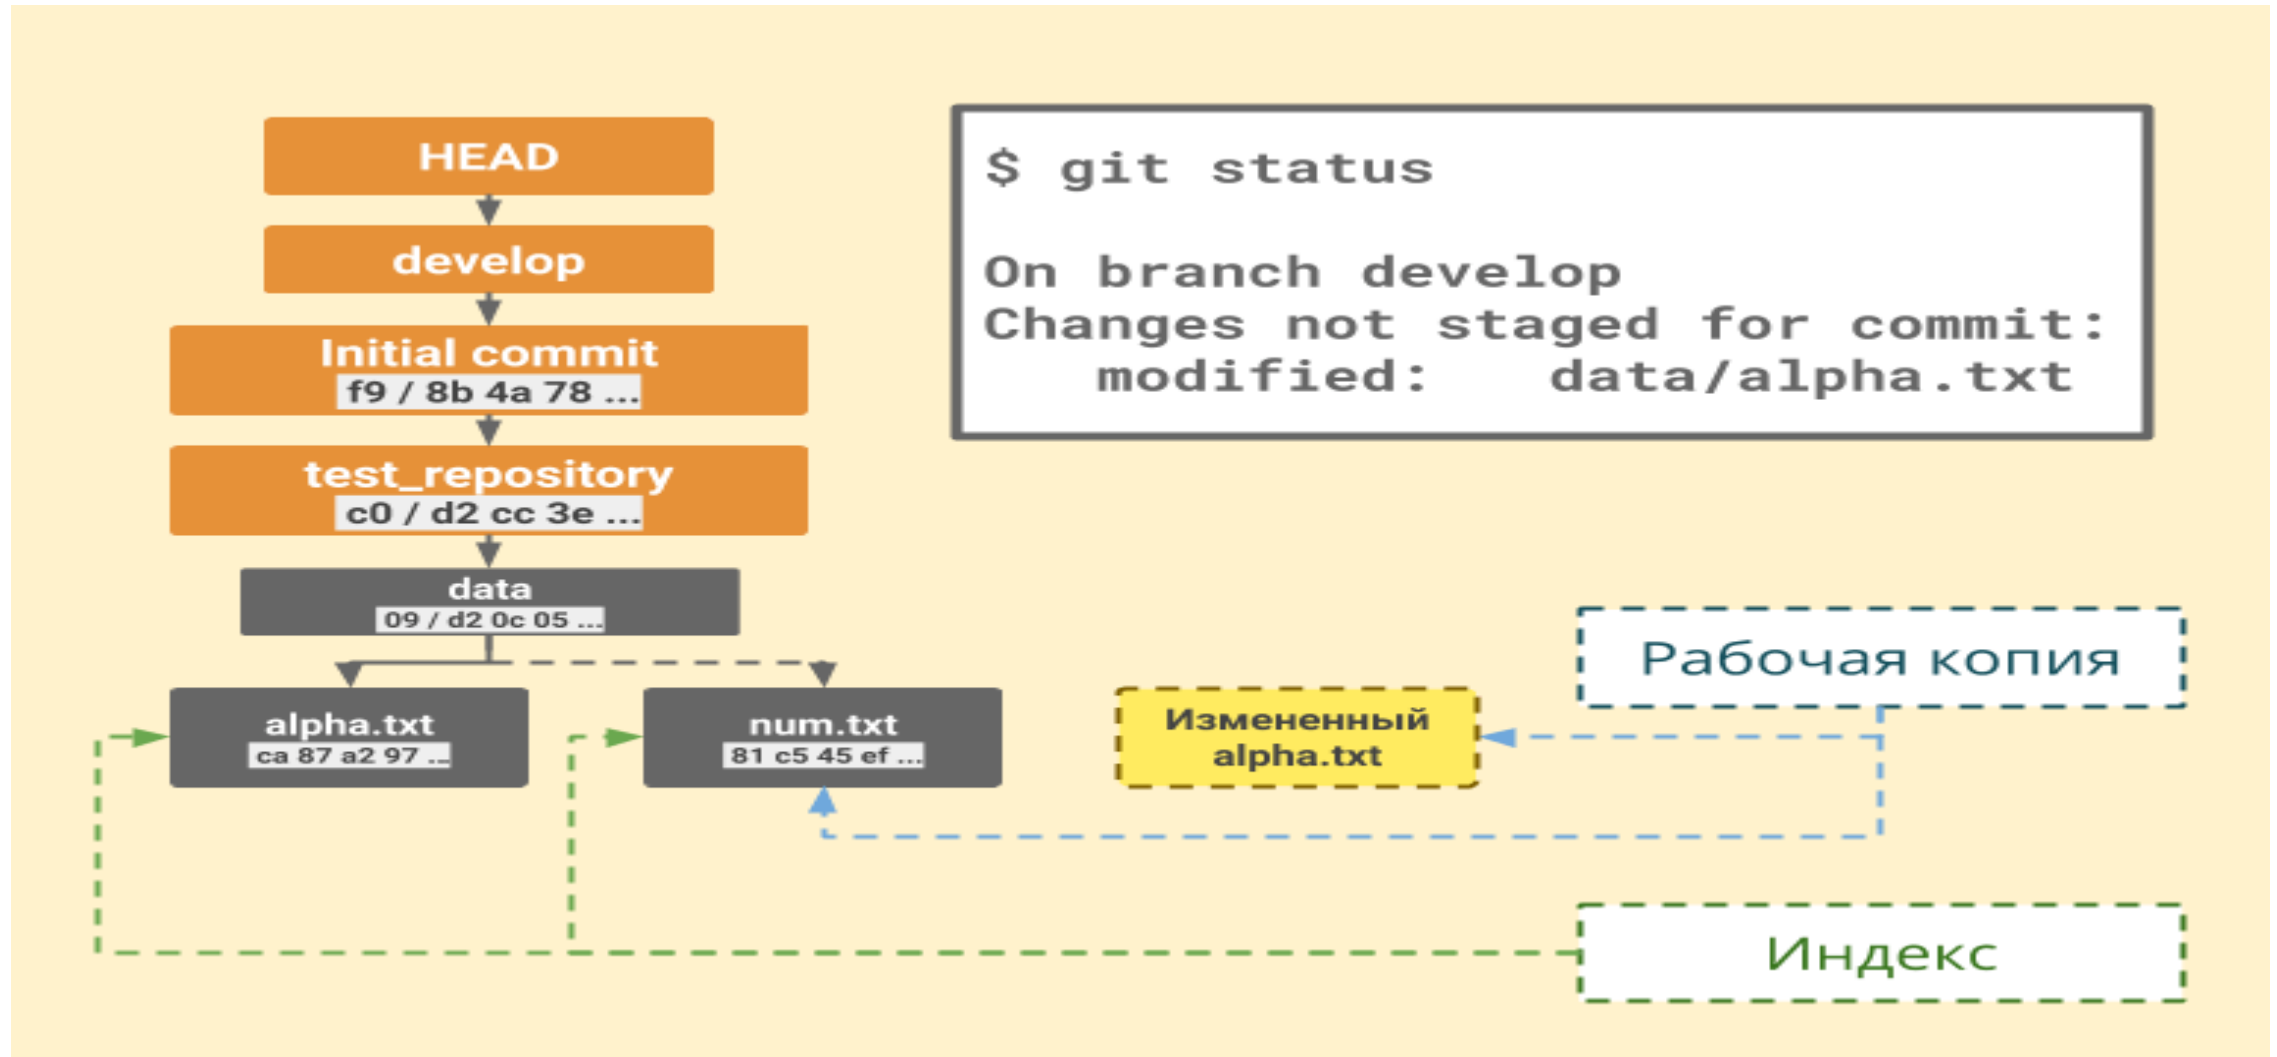 HEAD
develop
Initial commit
f9 / 8b 4a 78 ...
test_repository
c0 / d2 cc 3e ...
data
09 / d2 0c 05 ...
alpha.txt
ca 87 a2 97 ...
num.txt
81 c5 45 ef ...
$ git status
On branch develop
Changes not staged for commit:
modified:   data/alpha.txt
Измененный
alpha.txt
Рабочая копия
Индекс